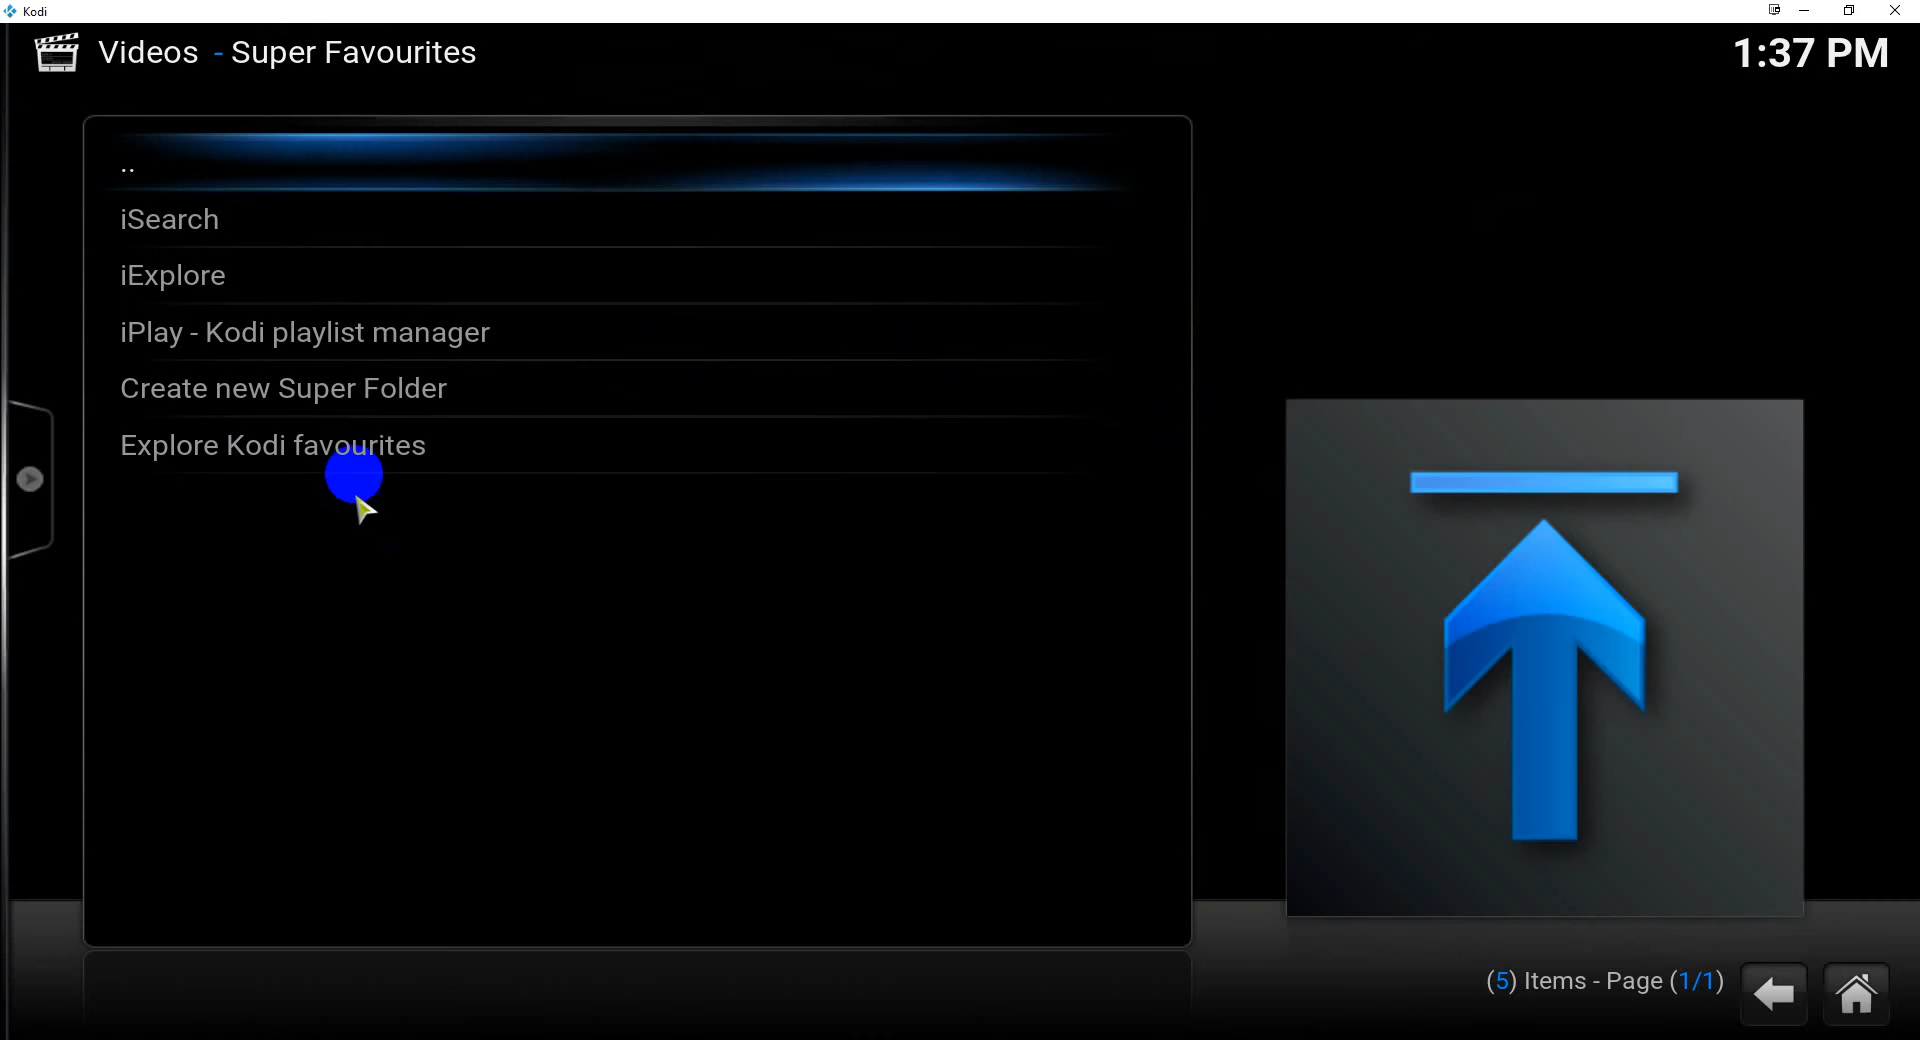 Kodi
Videos - Super Favourites
1:37 PM
..
iSearch
iExplore
iPlay - Kodi playlist manager
Create new Super Folder
Explore Kodi favourites
(5) Items - Page (1/1)